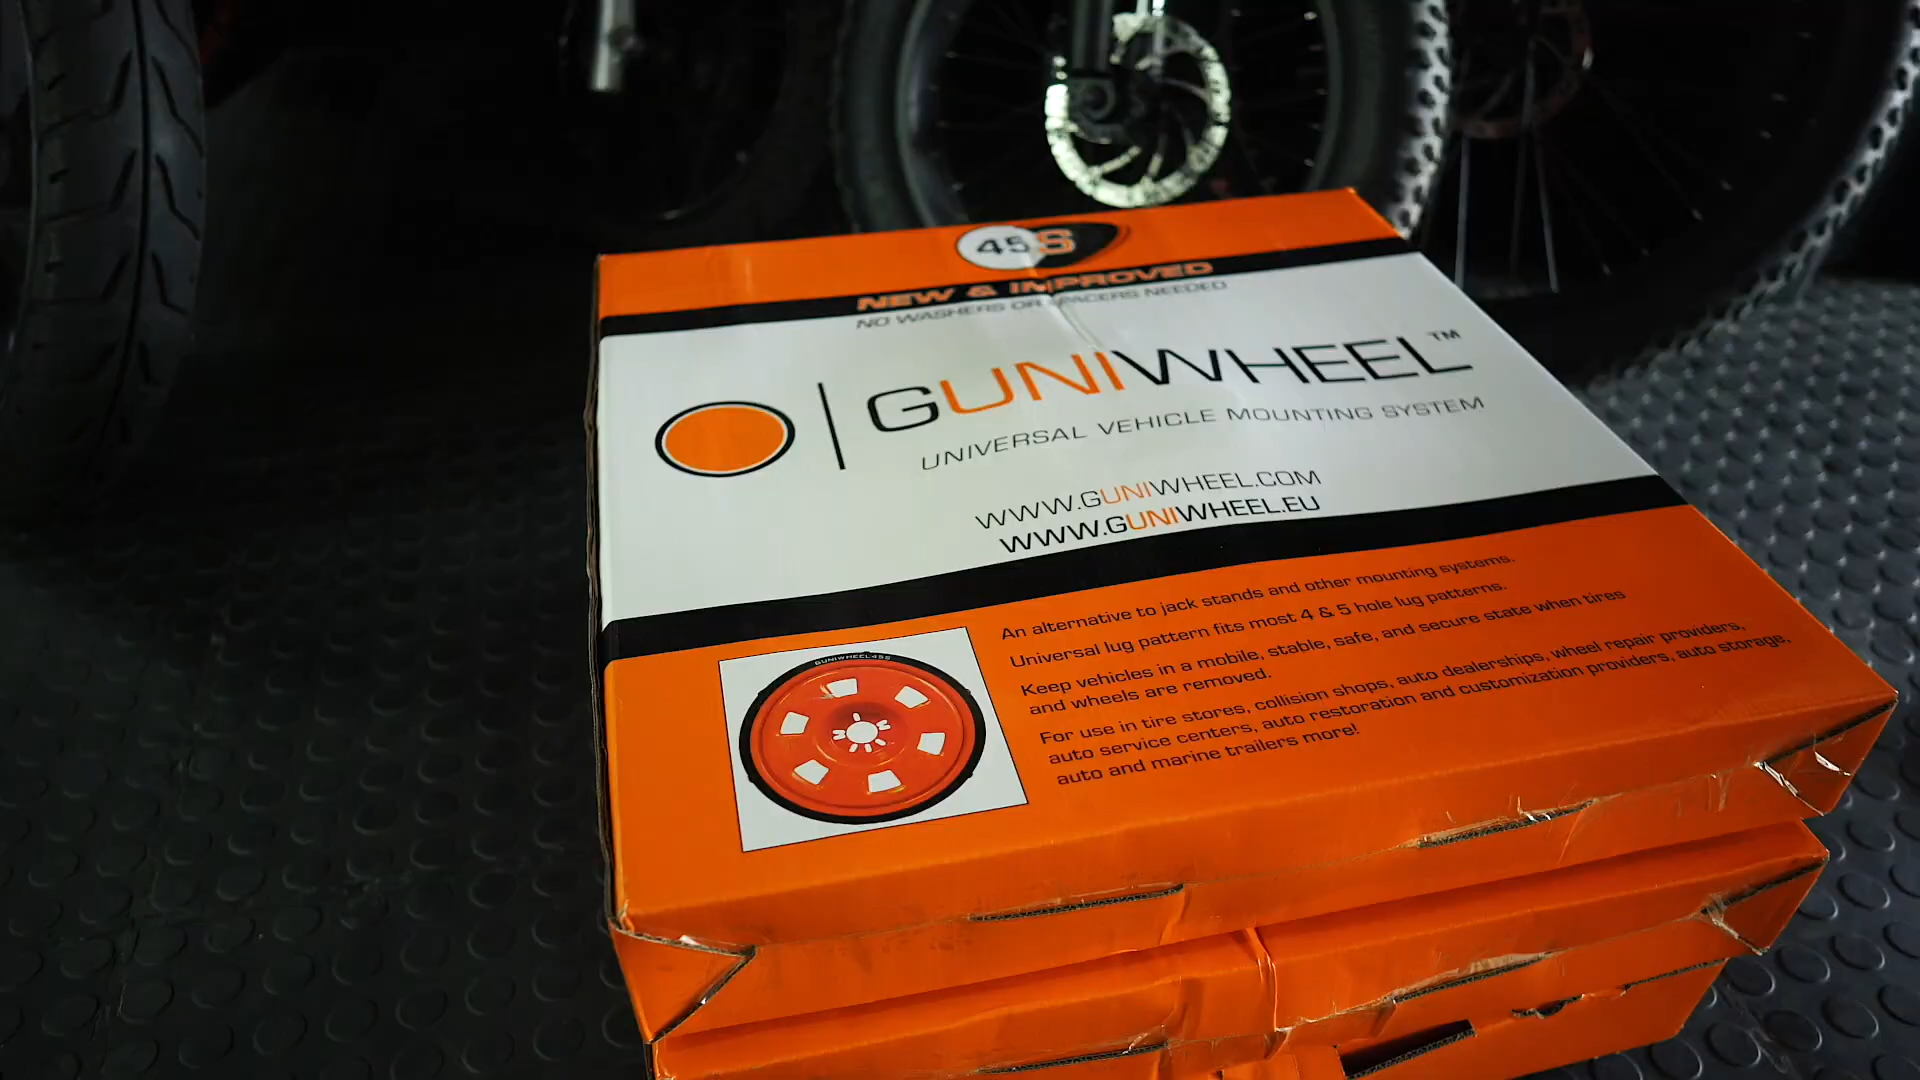 45S
NEW & IMPROVED
NO WASHERS OR SPACERS NEEDED
GUNIWHEEL™
UNIVERSAL VEHICLE MOUNTING SYSTEM
WWW.GUNIWHEEL.COM
WWW.GUNIWHEEL.EU
An alternative to jack stands and other mounting systems.
Universal lug pattern fits most 4 & 5 hole lug patterns.
Keep vehicles in a mobile, stable, safe, and secure state when tires
and wheels are removed.
For use in tire stores, collision shops, auto dealerships, wheel repair providers,
auto service centers, auto restoration and customization providers, auto storage,
auto and marine trailers more!
GUNIWHEEL 45S